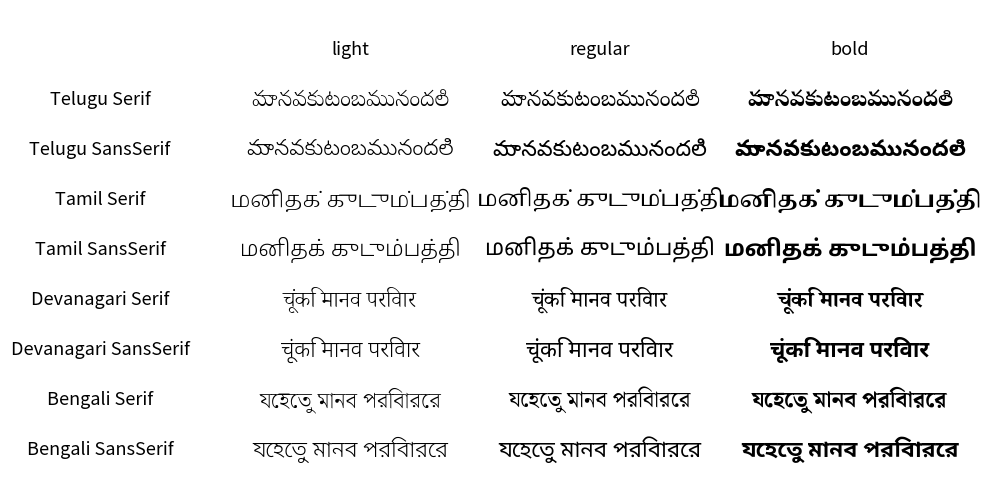 light regular bold
Telugu Serif మానవకుటంబమునందలి మానవకుటంబమునందలి మానవకుటంబమునందలి
Telugu SansSerif మానవకుటంబమునందలి మానవకుటంబమునందలి మానవకుటంబమునందలి
Tamil Serif மனிதக் குடும்பத்தி மனிதக் குடும்பத்தி மனிதக் குடும்பத்தி
Tamil SansSerif மனிதக் குடும்பத்தி மனிதக் குடும்பத்தி மனிதக் குடும்பத்தி
Devanagari Serif चूंकि मानव परिवार चूंकि मानव परिवार चूंकि मानव परिवार
Devanagari SansSerif चूंकि मानव परिवार चूंकि मानव परिवार चूंकि मानव परिवार
Bengali Serif যেহেতু মানব পরিবারের যেহেতু মানব পরিবারের যেহেতু মানব পরিবারের
Bengali SansSerif যেহেতু মানব পরিবারের যেহেতু মানব পরিবারের যেহেতু মানব পরিবারের